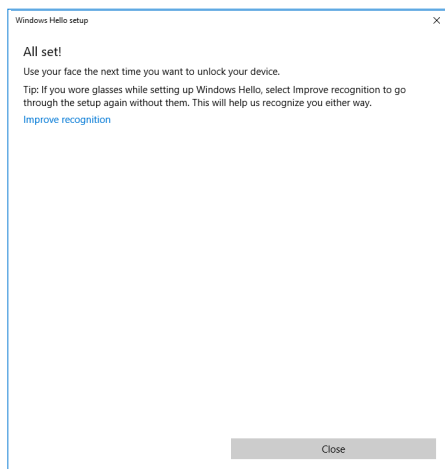 Windows Hello setup
All set!
Use your face the next time you want to unlock your device.
Tip: If you wore glasses while setting up Windows Hello, select Improve recognition to go
through the setup again without them. This will help us recognize you either way.
Improve recognition
Close